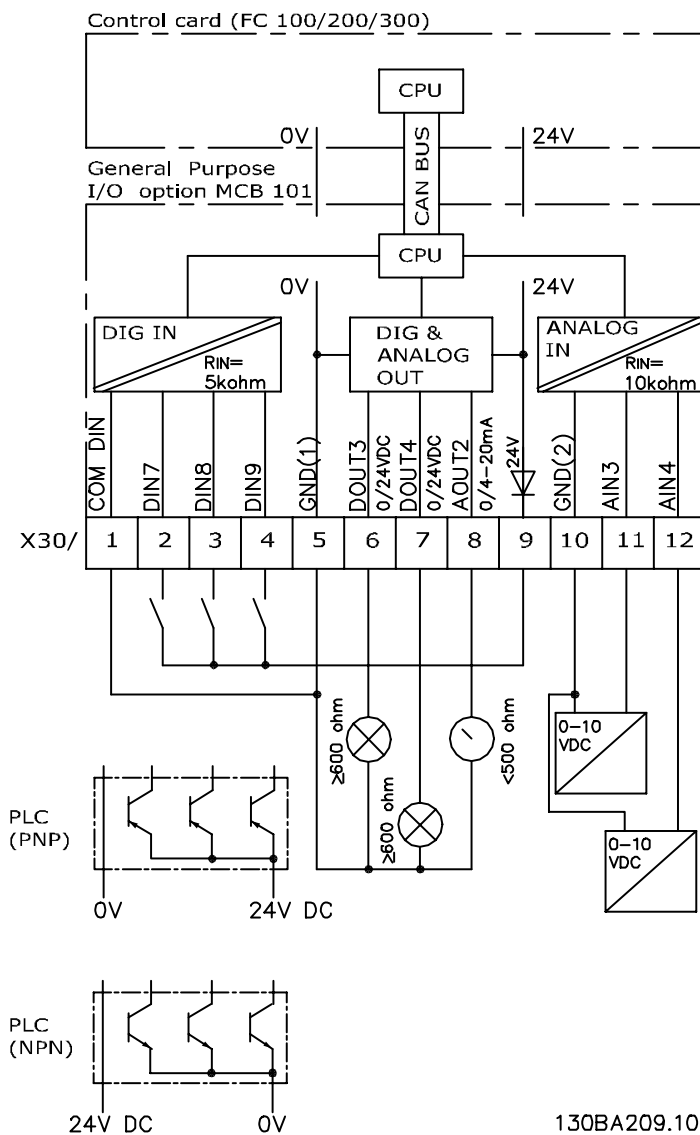 Control card (FC 100/200/300)
CPU
0V
24V
CAN BUS
General Purpose
I/O option MCB 101
CPU
0V
24V
DIG IN
RIN=
5kohm
DIG &
ANALOG
OUT
ANALOG
IN
RIN=
10kohm
COM DIN
DIN7
DIN8
DIN9
GND(1)
DOUT3
0/24VDC
DOUT4
0/24VDC
AOUT2
0/4-20mA
24V
GND(2)
AIN3
AIN4
X30/
1
2
3
4
5
6
7
8
9
10
11
12
≥600 ohm
≥600 ohm
<500 ohm
0-10
VDC
0-10
VDC
PLC
(PNP)
0V
24V DC
PLC
(NPN)
24V DC
0V
130BA209.10